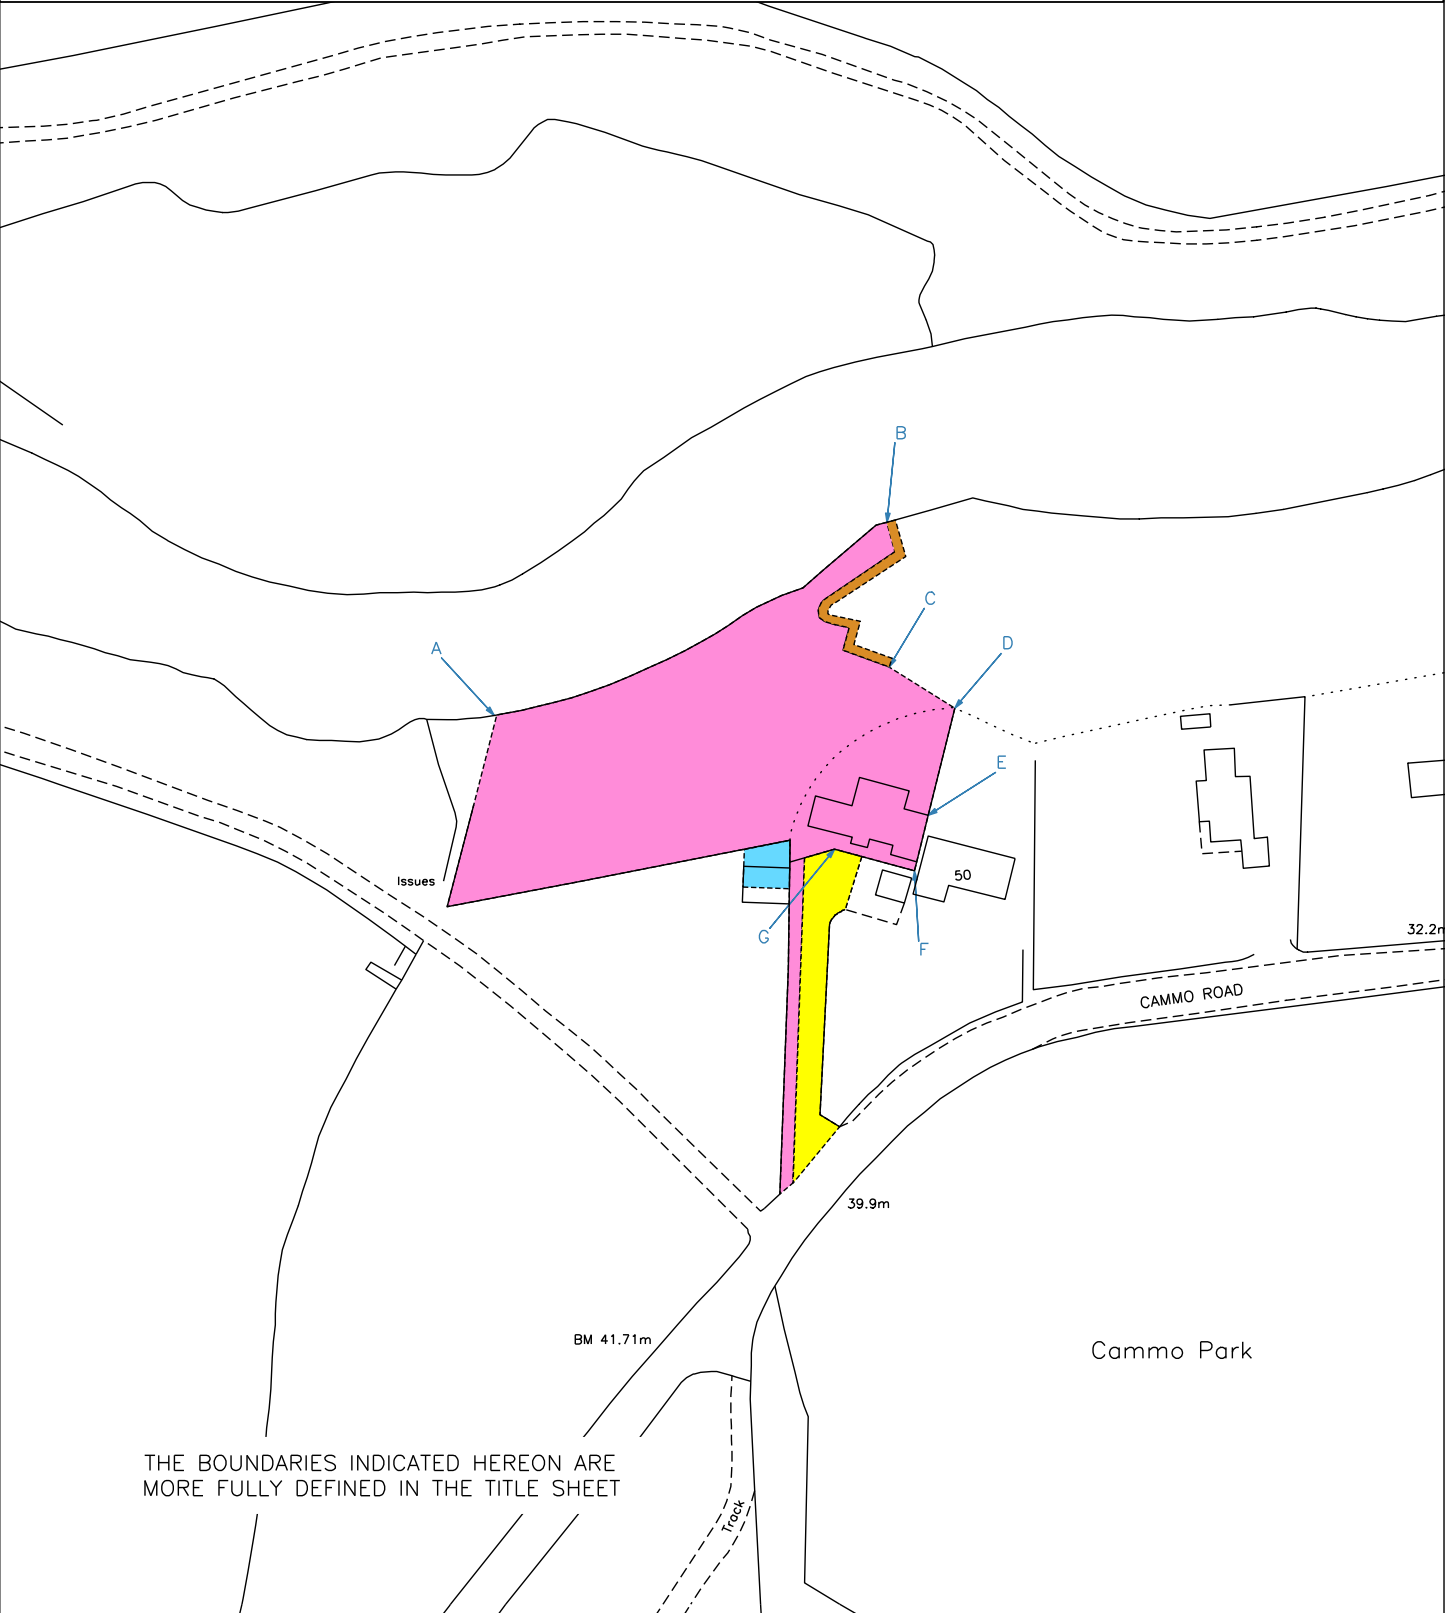 B
C
D
A
E
50
Issues
G
F
32.2m
CAMMO ROAD
39.9m
BM 41.71m
Cammo Park
THE BOUNDARIES INDICATED HEREON ARE
MORE FULLY DEFINED IN THE TITLE SHEET
Track